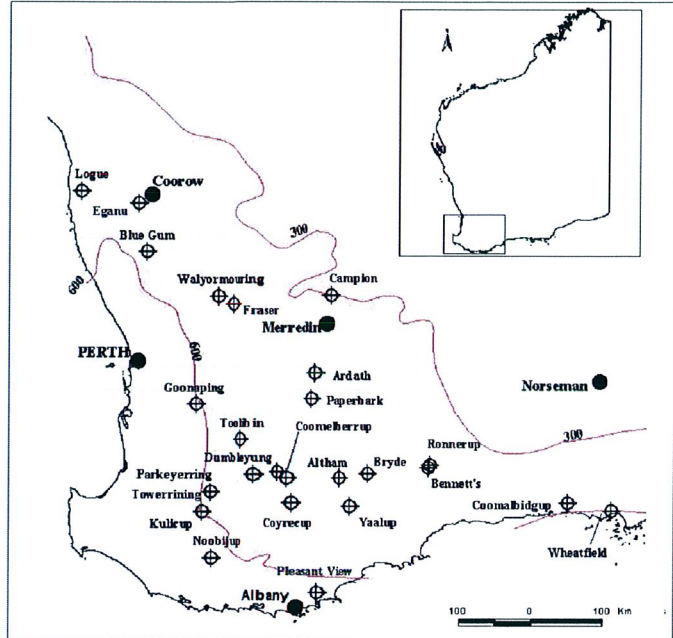 Logue
Coorow
Eganu
Blue Gum
300
600
Walyormouring
Campion
Fraser
Merredin
PERTH
600
Ardath
Norseman
Goonaping
Paperbark
Toolibin
Coomelberrup
300
Dumbleyung
Altham
Bryde
Ronnerup
Bennett's
Parkeyerring
Towerrining
Coyrecup
Yaalup
Coomalbidgup
Kulicup
Wheatfield
Noobijup
Pleasant View
Albany
100 0 100 Km